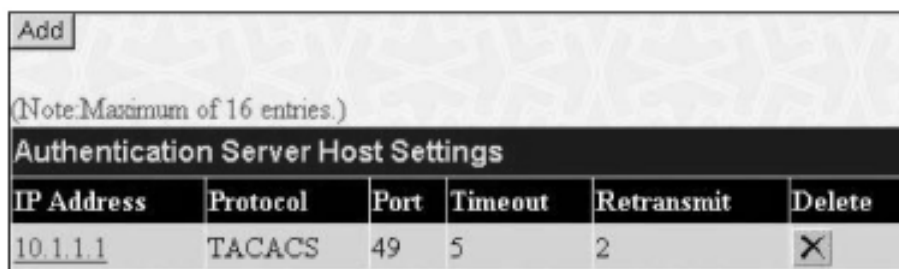 Add
(Note:Maximum of 16 entries.)
Authentication Server Host Settings
IP Address Protocol Port Timeout Retransmit Delete
10.1.1.1 TACACS 49 5 2 X